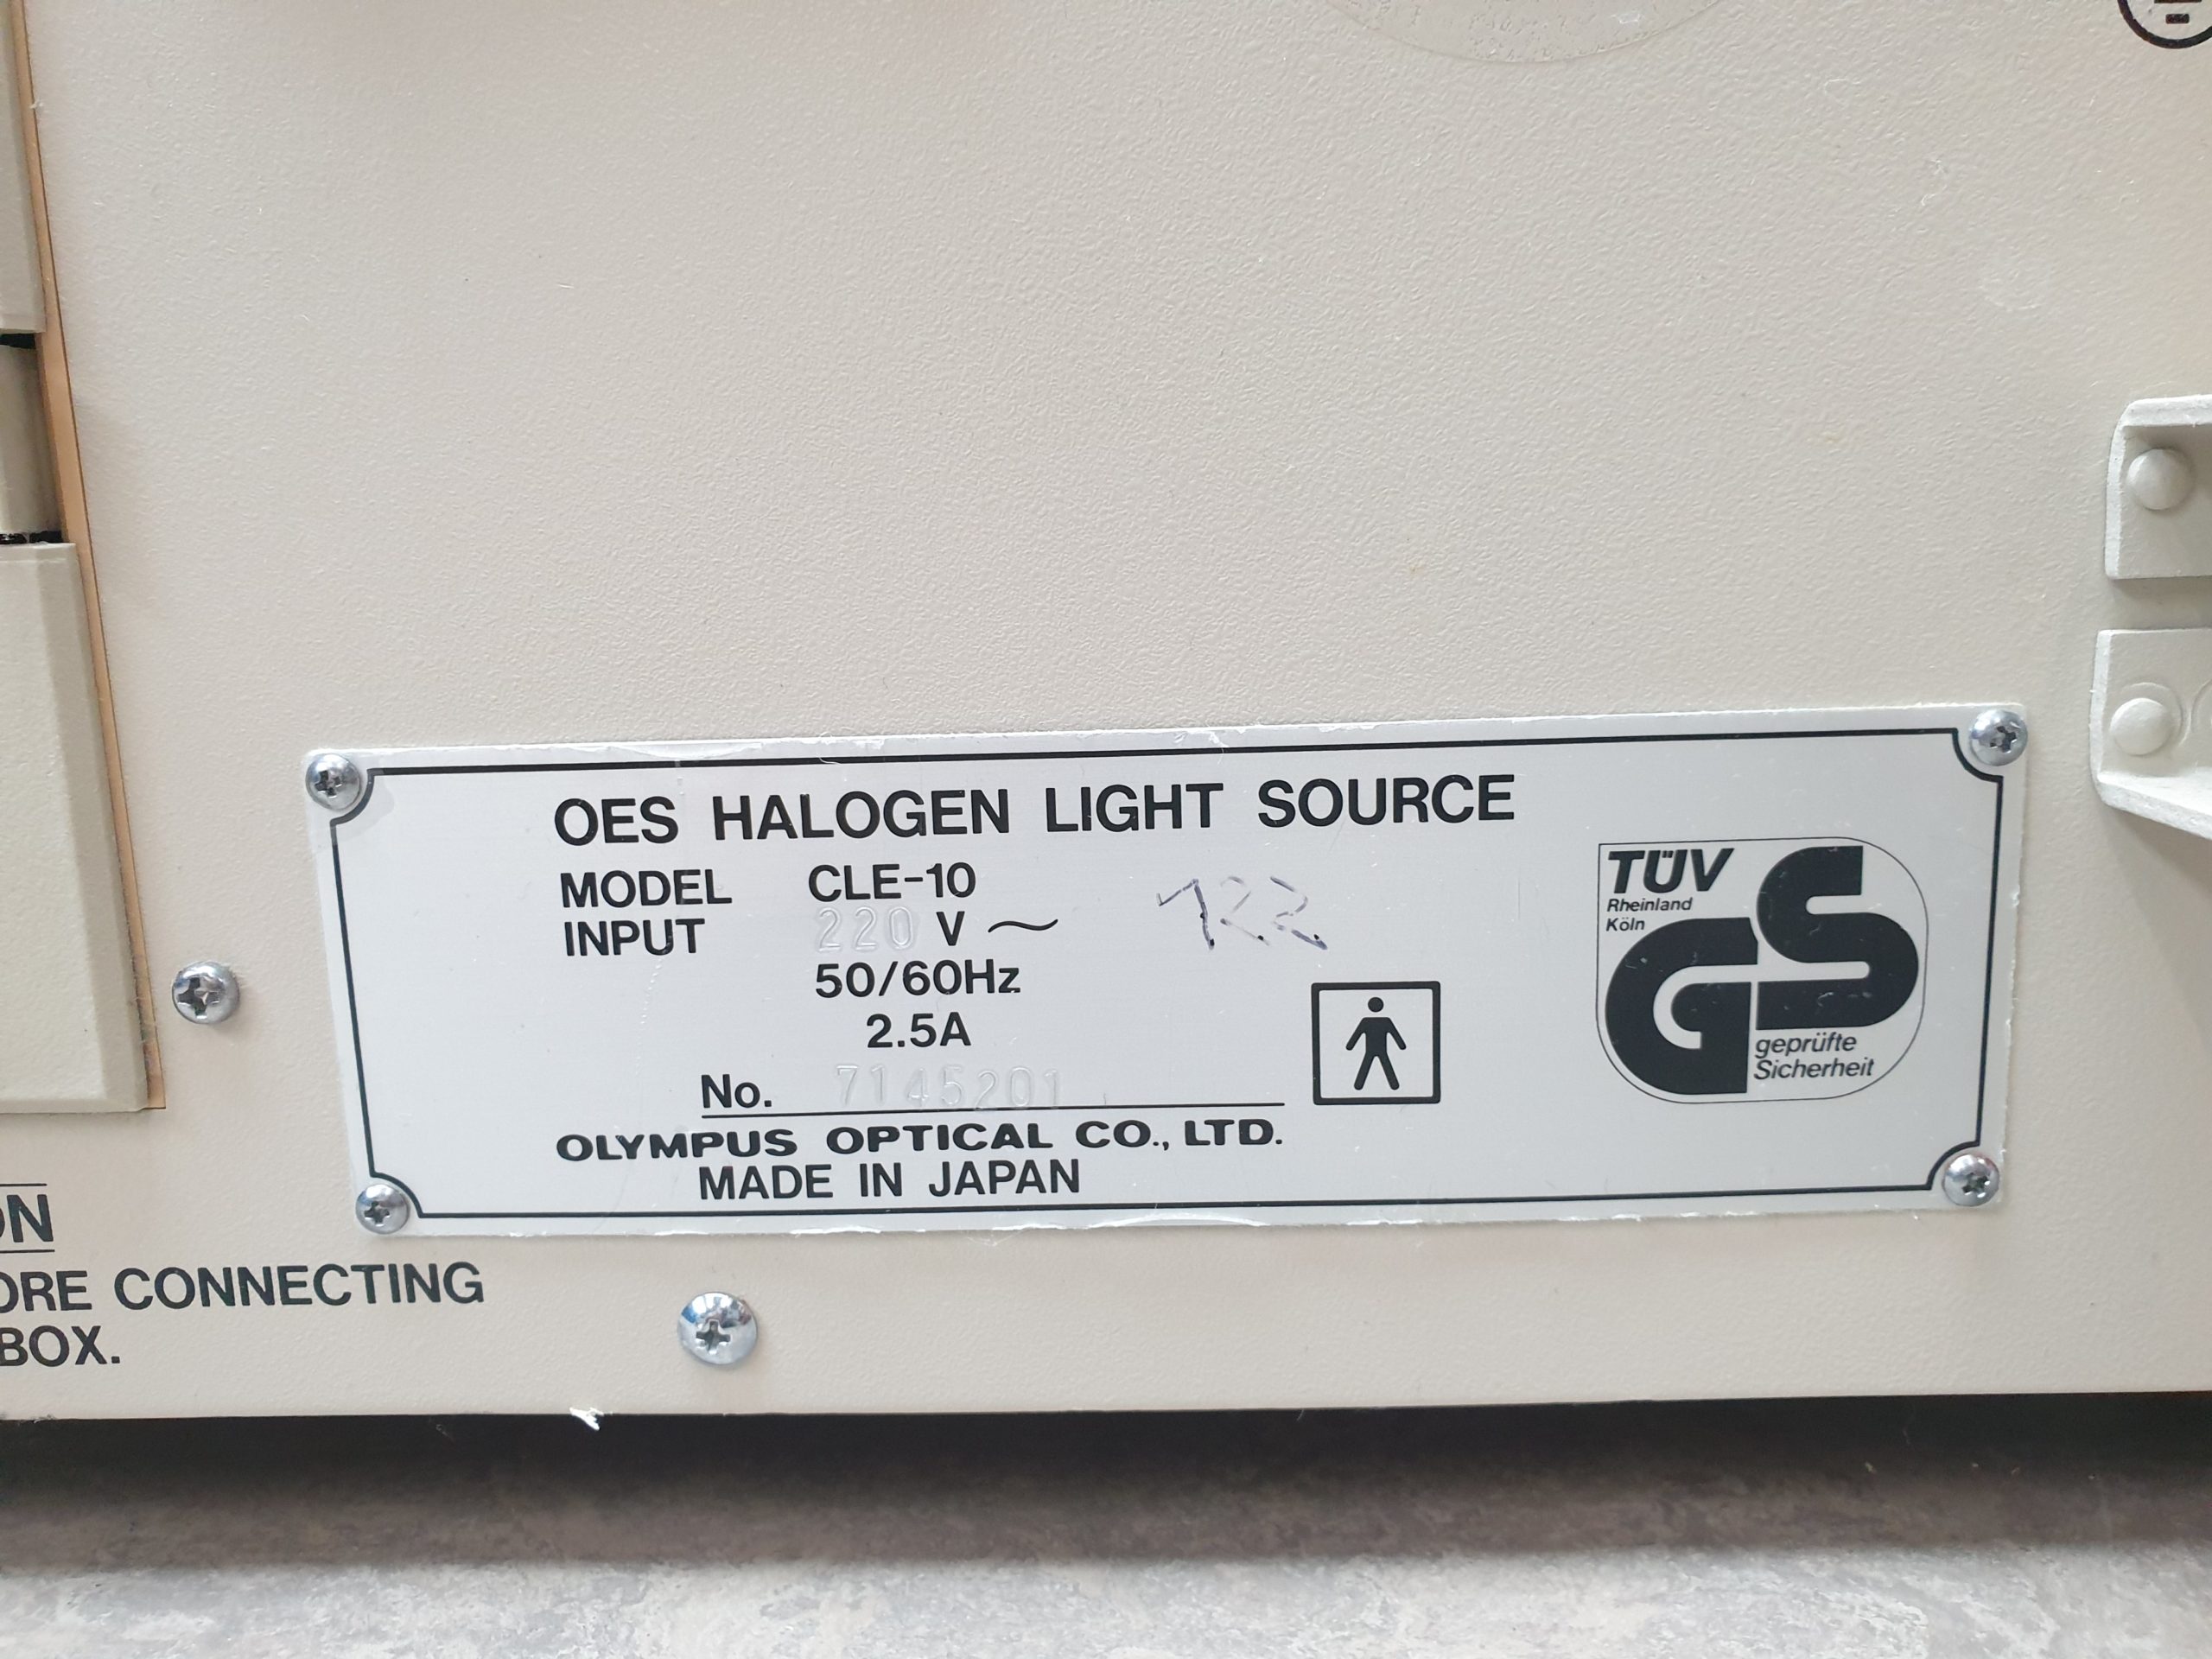 OES HALOGEN LIGHT SOURCE
MODEL CLE-10
INPUT 220 V ~ 122
50/60Hz
2.5A
No. 7145201
OLYMPUS OPTICAL CO., LTD.
MADE IN JAPAN
TÜV
Rheinland
Köln
GS
geprüfte
Sicherheit
ON
ORE CONNECTING
BOX.